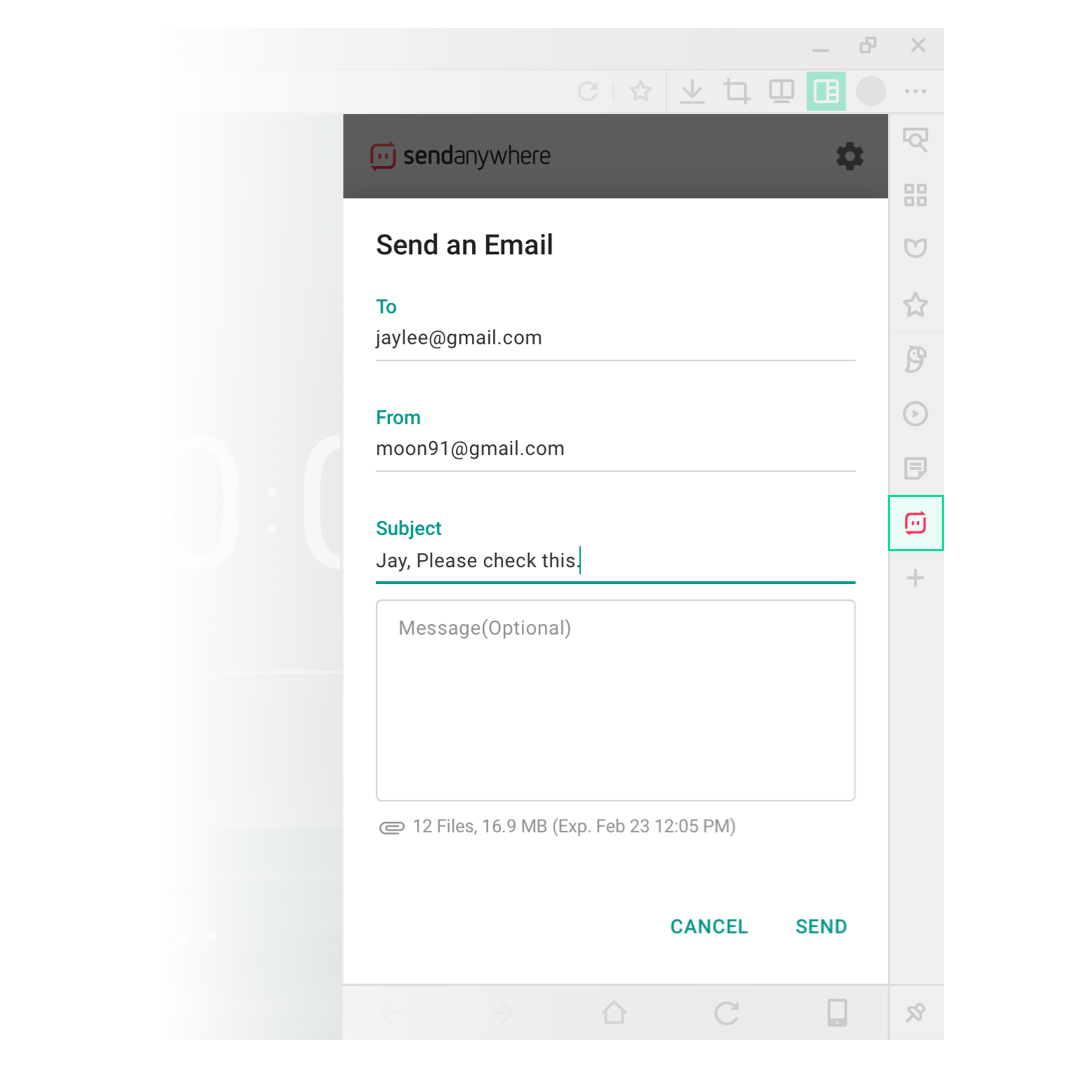 sendanywhere
Send an Email
To
jaylee@gmail.com
From
moon91@gmail.com
Subject
Jay, Please check this.
Message(Optional)
12 Files, 16.9 MB (Exp. Feb 23 12:05 PM)
CANCEL SEND